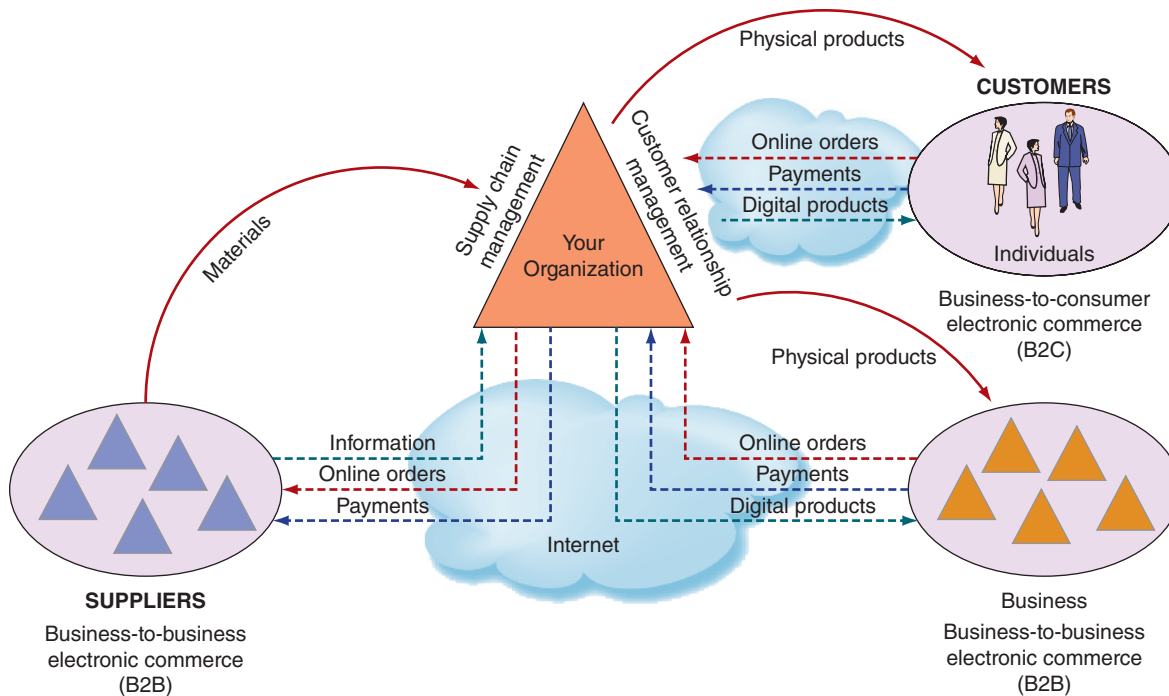 Physical products
CUSTOMERS
Online orders
Payments
Digital products
Individuals
Business-to-consumer
electronic commerce
(B2C)
Supply chain
management
Customer relationship
management
Your
Organization
Materials
Physical products
Information
Online orders
Payments
Internet
Online orders
Payments
Digital products
SUPPLIERS
Business-to-business
electronic commerce
(B2B)
Business
Business-to-business
electronic commerce
(B2B)